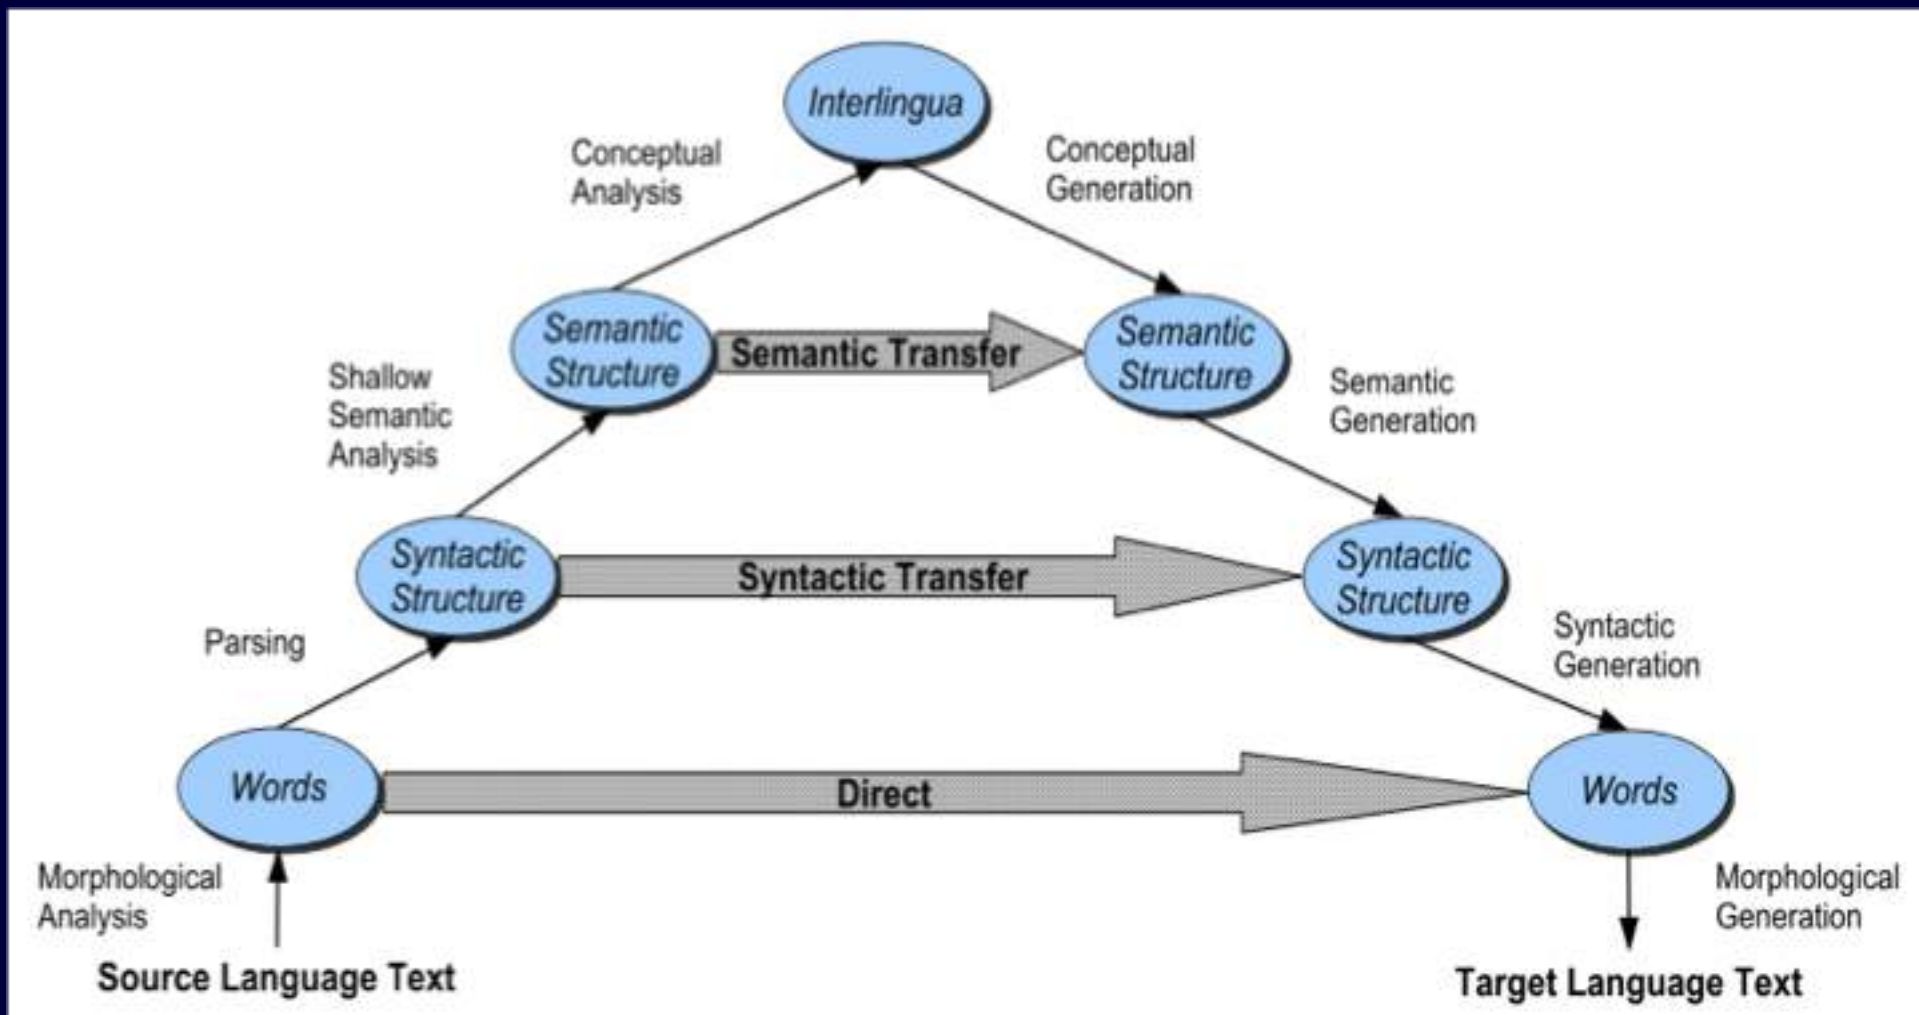 Interlingua
Conceptual
Analysis
Conceptual
Generation
Semantic
Structure
Semantic Transfer
Semantic
Structure
Shallow
Semantic
Analysis
Semantic
Generation
Syntactic
Structure
Syntactic Transfer
Syntactic
Structure
Parsing
Syntactic
Generation
Words
Direct
Words
Morphological
Analysis
Morphological
Generation
Source Language Text
Target Language Text